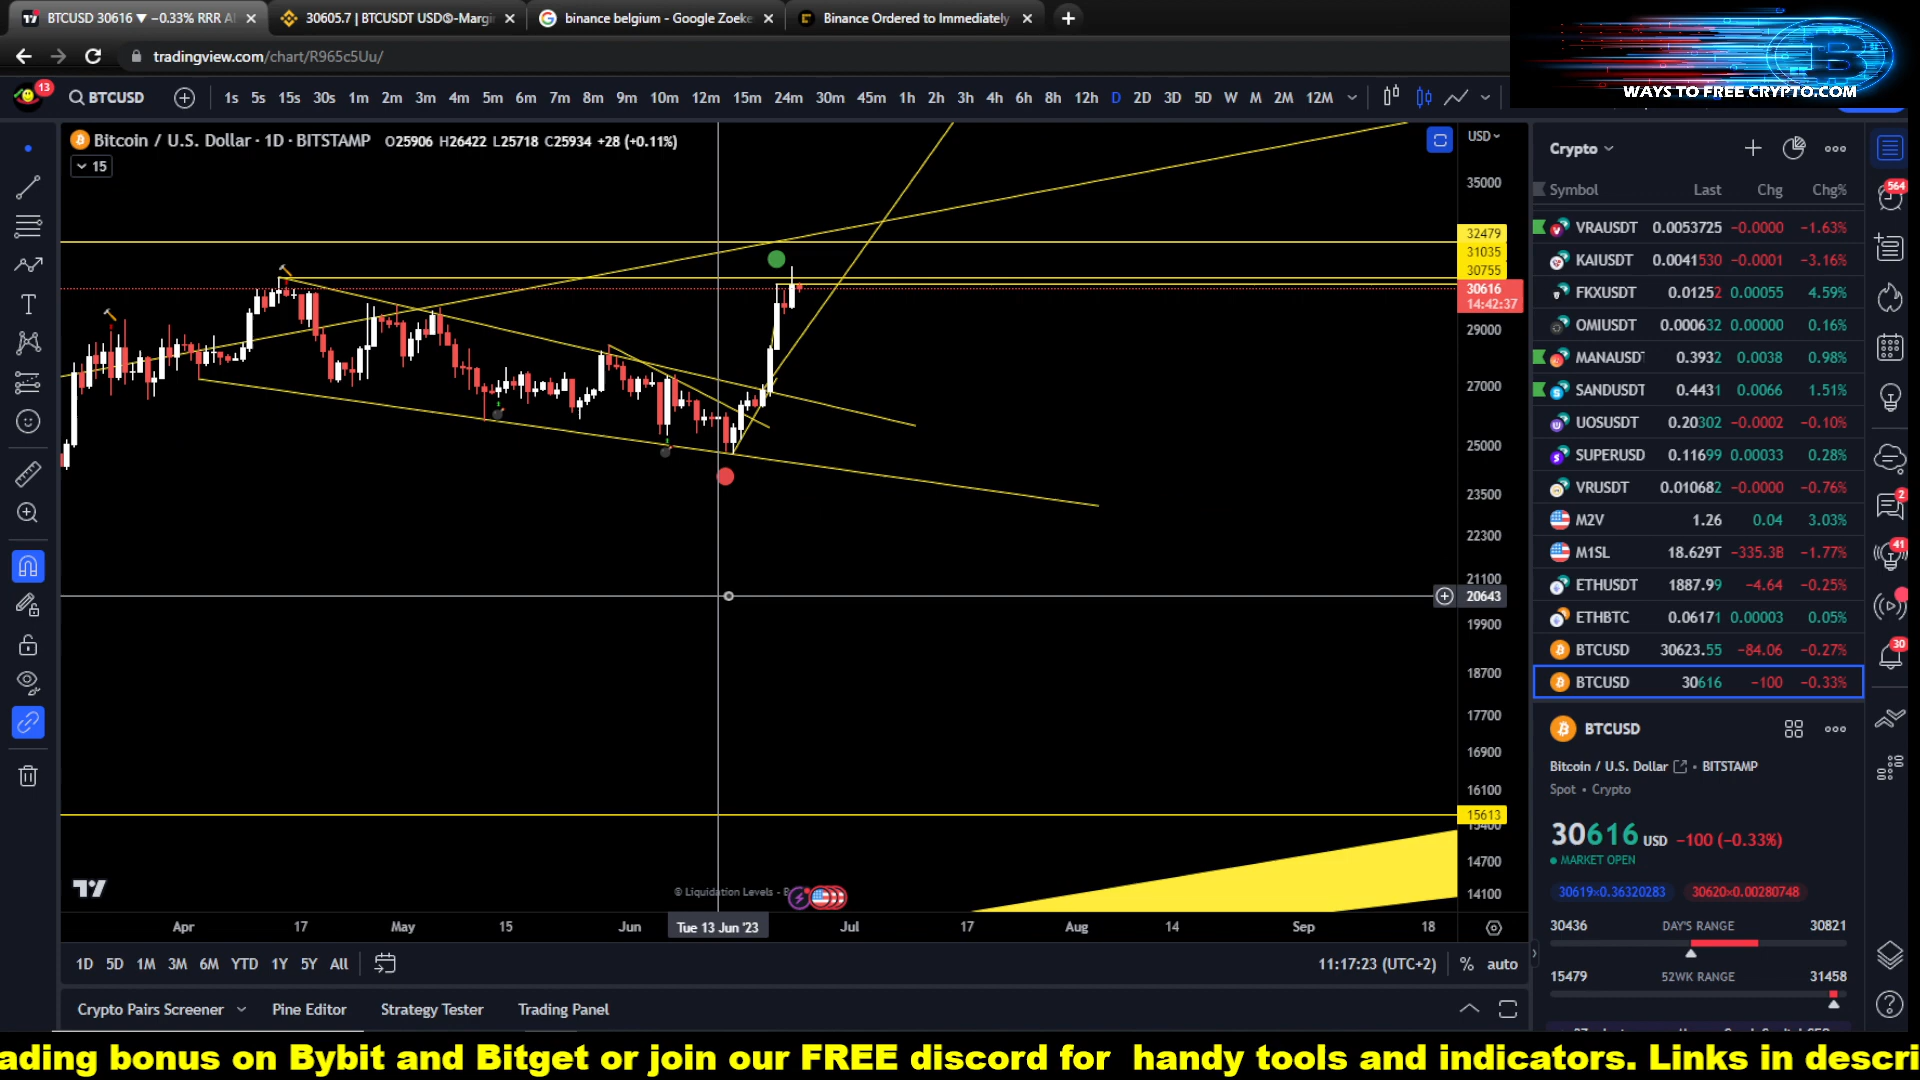 BTCUSD 30616 ▼ −0.33% RRR Al
30605.7 | BTCUSDT USDⓈ-Margi
binance belgium - Google Zoeke
Binance Ordered to Immediately
tradingview.com/chart/R965c5Uu/
WAYS TO FREE CRYPTO.COM
13
BTCUSD
1s 5s 15s 30s 1m 2m 3m 4m 5m 6m 7m 8m 9m 10m 12m 15m 24m 30m 45m 1h 2h 3h 4h 6h 8h 12h D 2D 3D 5D W M 2M 3M 12M
Bitcoin / U.S. Dollar · 1D · BITSTAMP O25906 H26422 L25718 C25934 +28 (+0.11%)
15
USD
35000
32479
31035
30755
30616
14:42:37
29000
27000
25000
23500
22300
21100
20643
19900
18700
17700
16900
16100
15613
15400
14700
14100
© Liquidation Levels - B
Apr 17 May 15 Jun Tue 13 Jun '23 Jul 17 Aug 14 Sep 18
1D 5D 1M 3M 6M YTD 1Y 5Y All
11:17:23 (UTC+2) % auto
Crypto Pairs Screener Pine Editor Strategy Tester Trading Panel
Crypto
Symbol Last Chg Chg%
VRAUSDT 0.0053725 −0.0000 −1.63%
KAIUSDT 0.0041530 −0.0001 −3.16%
FKXUSDT 0.01252 0.00055 4.59%
OMIUSDT 0.000632 0.00000 0.16%
MANAUSDT 0.3932 0.0038 0.98%
SANDUSDT 0.4431 0.0066 1.51%
UOSUSDT 0.20302 −0.0002 −0.10%
SUPERUSD 0.11699 0.00033 0.28%
VRUSDT 0.010682 −0.0000 −0.76%
M2V 1.26 0.04 3.03%
M1SL 18.629T −335.3B −1.77%
ETHUSDT 1887.99 −4.64 −0.25%
ETHBTC 0.06171 0.00003 0.05%
BTCUSD 30623.55 −84.06 −0.27%
BTCUSD 30616 −100 −0.33%
BTCUSD
Bitcoin / U.S. Dollar • BITSTAMP
Spot • Crypto
30616 USD −100 (−0.33%)
MARKET OPEN
30619×0.36320283 30620×0.00280748
30436 DAY'S RANGE 30821
15479 52WK RANGE 31458
564
2
41
30
ading bonus on Bybit and Bitget or join our FREE discord for handy tools and indicators. Links in descri